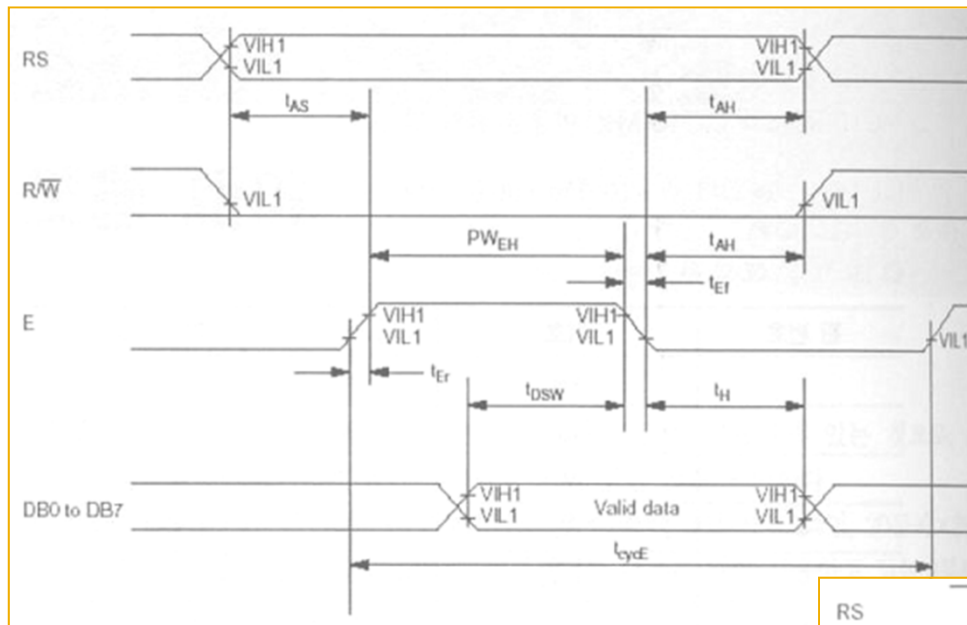 RS
VIH1
VIL1
VIH1
VIL1
tAS
tAH
R/W̅
VIL1
VIL1
PWEH
tAH
tEf
E
VIH1
VIL1
VIH1
VIL1
VIL1
tEr
tDSW
tH
DB0 to DB7
VIH1
VIL1
Valid data
VIH1
VIL1
tcycE
RS